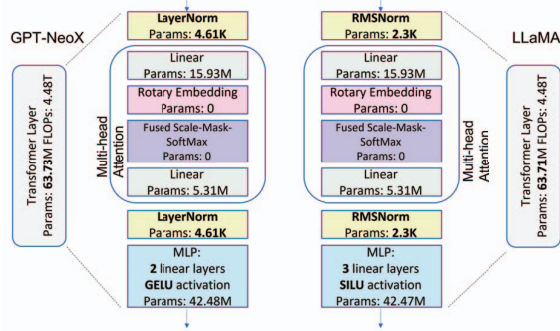 GPT-NeoX
Transformer Layer
Params: 63.73M FLOPs: 4.48T
LayerNorm
Params: 4.61K
Multi-head
Attention
Linear
Params: 15.93M
Rotary Embedding
Params: 0
Fused Scale-Mask-
SoftMax
Params: 0
Linear
Params: 5.31M
LayerNorm
Params: 4.61K
MLP:
2 linear layers
GElU activation
Params: 42.48M
RMSNorm
Params: 2.3K
Linear
Params: 15.93M
Rotary Embedding
Params: 0
Fused Scale-Mask-
SoftMax
Params: 0
Linear
Params: 5.31M
Multi-head
Attention
RMSNorm
Params: 2.3K
MLP:
3 linear layers
SILU activation
Params: 42.47M
LLaMA
Transformer Layer
Params: 63.71M FLOPs: 4.48T